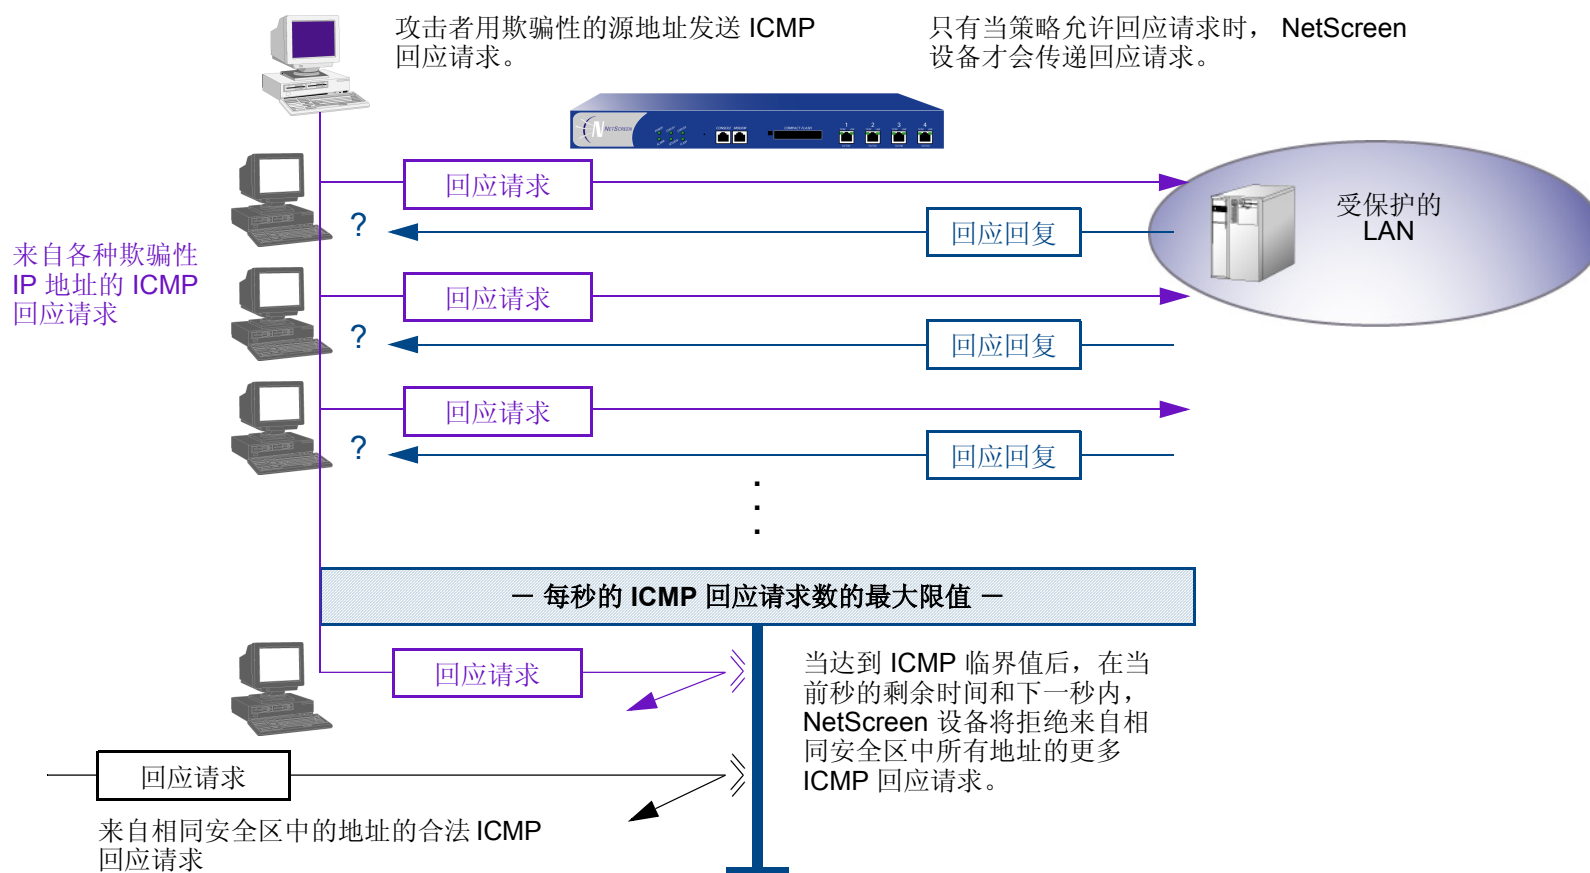 攻击者用欺骗性的源地址发送 ICMP
回应请求。
只有当策略允许回应请求时， NetScreen
设备才会传递回应请求。
NETSCREEN
CONSOLE
COMPACT FLASH
1
2
3
4
回应请求
受保护的
LAN
?
回应回复
来自各种欺骗性
IP 地址的 ICMP
回应请求
回应请求
?
回应回复
回应请求
?
回应回复
－ 每秒的 ICMP 回应请求数的最大限值 －
回应请求
当达到 ICMP 临界值后，在当
前秒的剩余时间和下一秒内，
NetScreen 设备将拒绝来自相
同安全区中所有地址的更多
ICMP 回应请求。
回应请求
来自相同安全区中的地址的合法 ICMP
回应请求